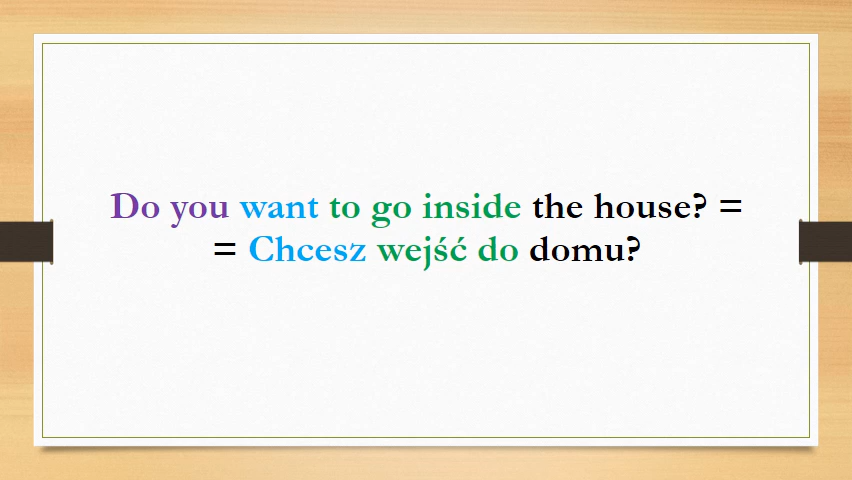 Do you want to go inside the house? =
= Chcesz wejść do domu?